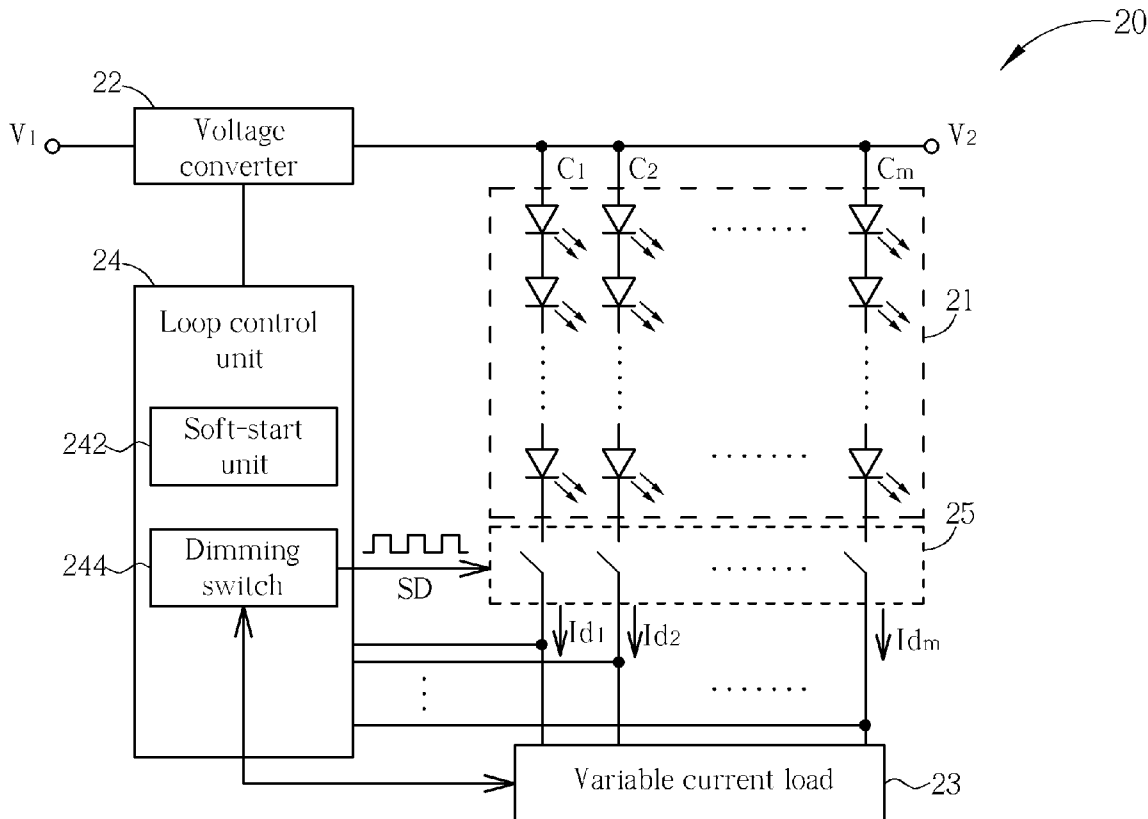 20
22
V1
Voltage
converter
V2
C1
C2
Cm
24
Loop control
unit
21
242
Soft-start
unit
25
244
Dimming
switch
SD
Id1
Id2
Idm
Variable current load
23